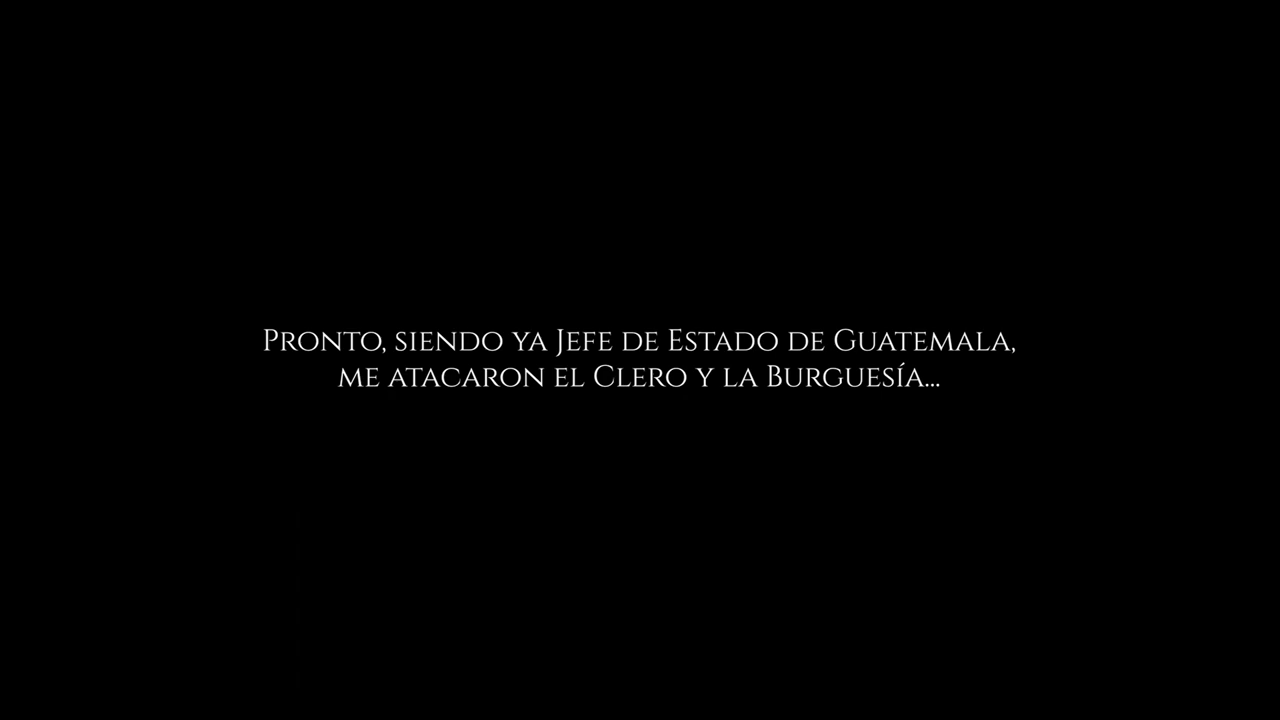 Pronto, siendo ya Jefe de Estado de Guatemala,
me atacaron el Clero y la Burguesía...